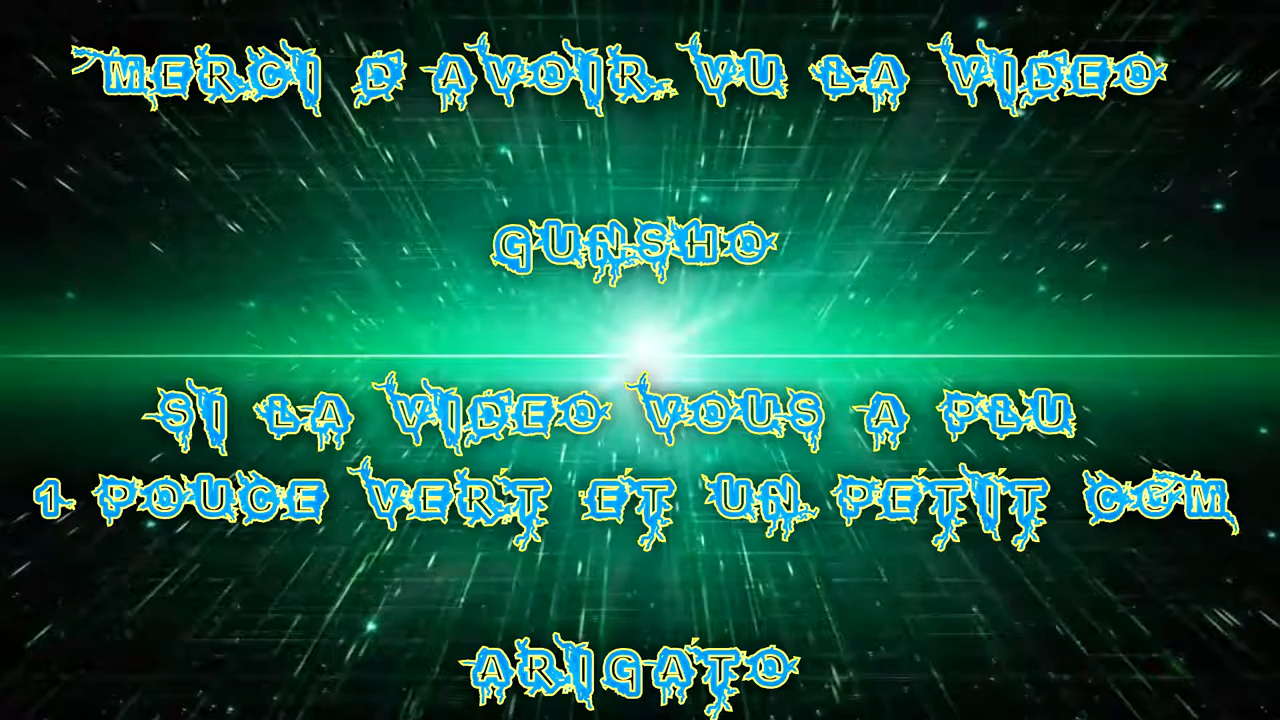 MERCI D AVOIR VU LA VIDEO
GUNSHO
SI LA VIDEO VOUS A PLU
1 POUCE VERT ET UN PETIT COM
ARIGATO